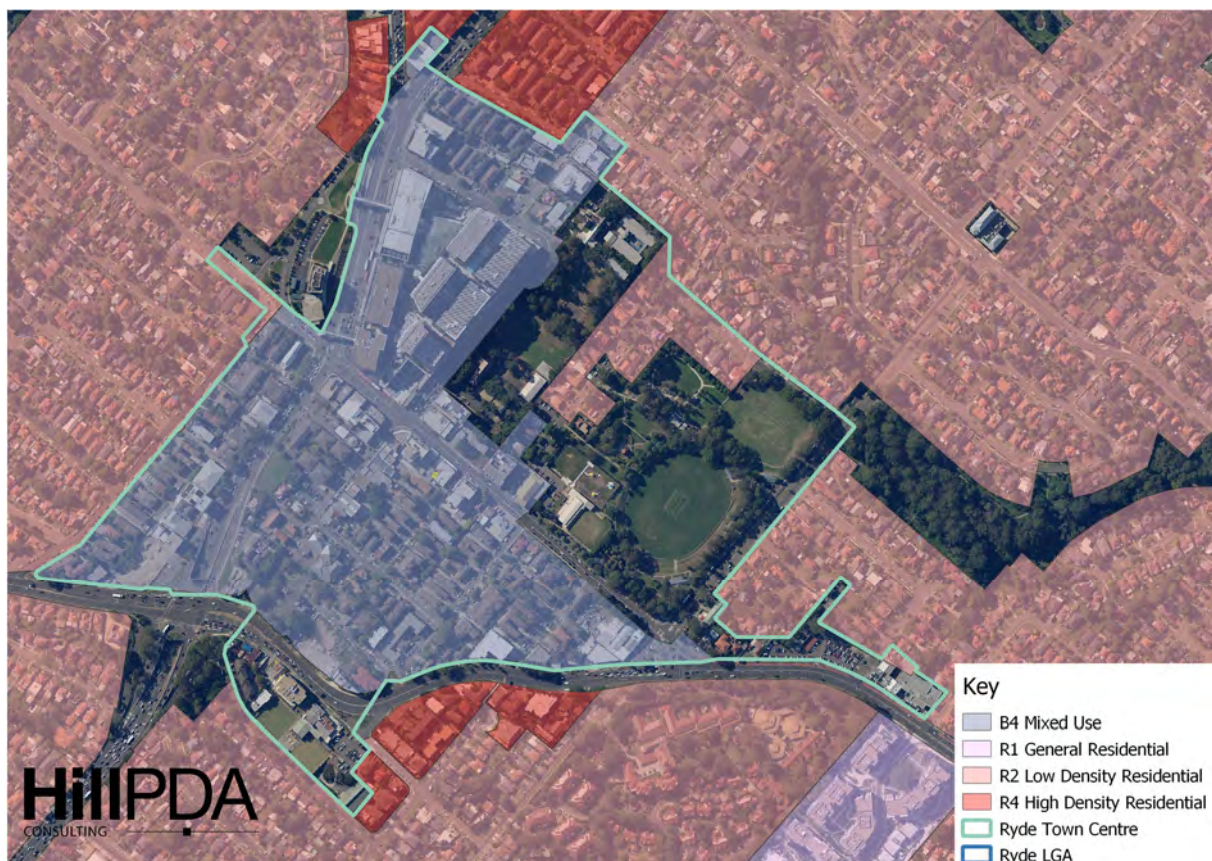 Key
B4 Mixed Use
R1 General Residential
R2 Low Density Residential
R4 High Density Residential
Ryde Town Centre
Ryde LGA
HillPDA
CONSULTING